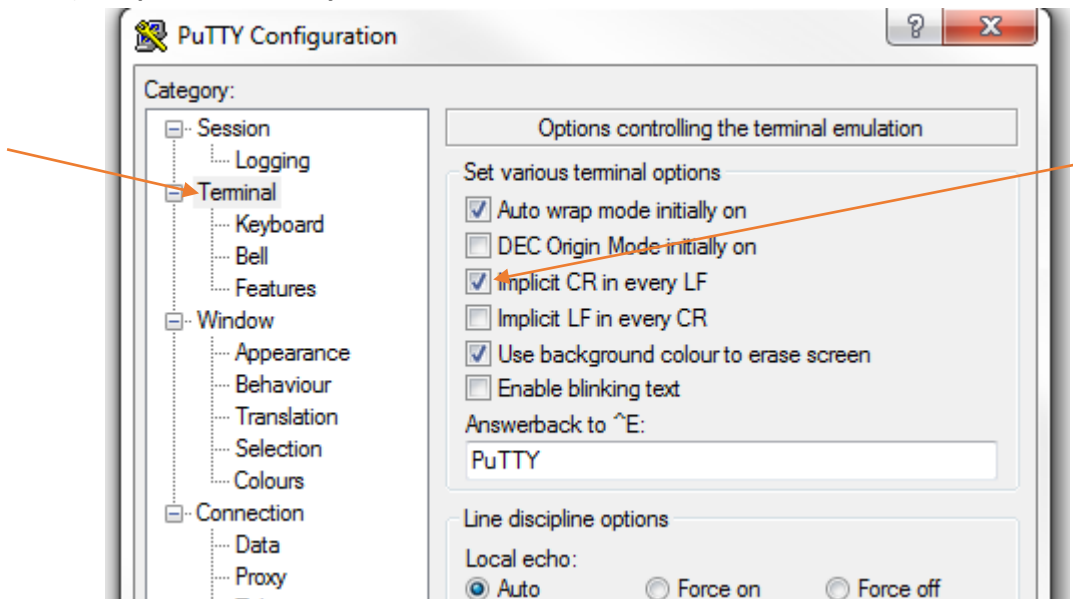 PuTTY Configuration
Category:
Session
Logging
Terminal
Keyboard
Bell
Features
Window
Appearance
Behaviour
Translation
Selection
Colours
Connection
Data
Proxy
Options controlling the terminal emulation
Set various terminal options
Auto wrap mode initially on
DEC Origin Mode initially on
Implicit CR in every LF
Implicit LF in every CR
Use background colour to erase screen
Enable blinking text
Answerback to ^E:
PuTTY
Line discipline options
Local echo:
Auto Force on Force off